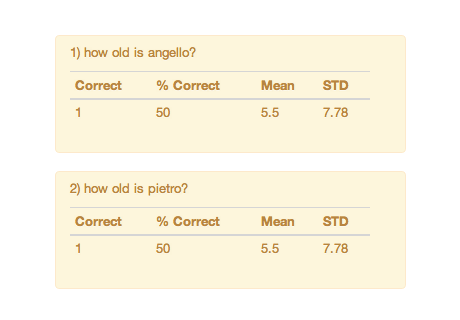 1) how old is angello?
Correct % Correct Mean STD
1 50 5.5 7.78
2) how old is pietro?
Correct % Correct Mean STD
1 50 5.5 7.78